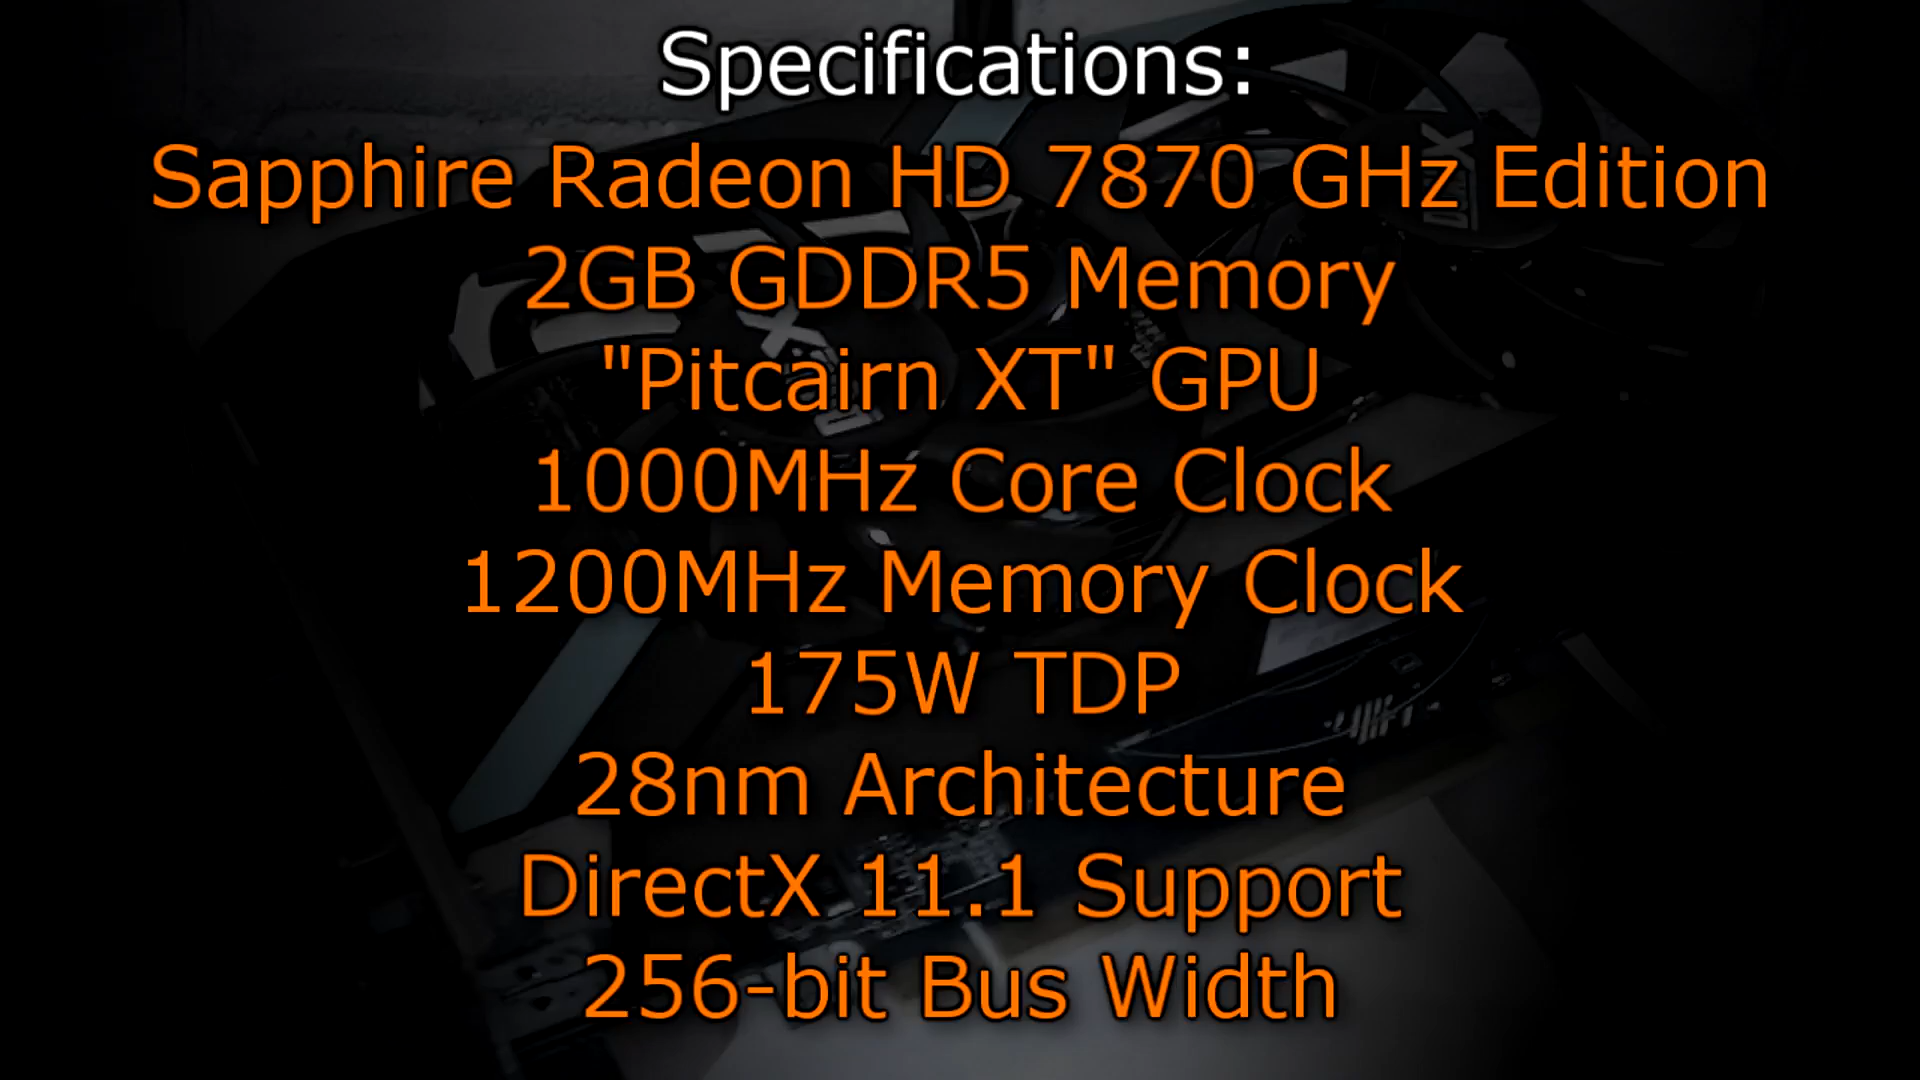 Specifications:
Sapphire Radeon HD 7870 GHz Edition
2GB GDDR5 Memory
"Pitcairn XT" GPU
1000MHz Core Clock
1200MHz Memory Clock
175W TDP
28nm Architecture
DirectX 11.1 Support
256-bit Bus Width